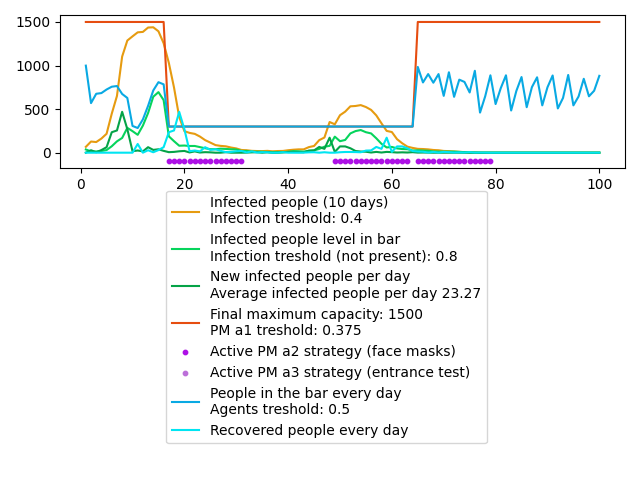 1500
1000
500
0
0 20 40 60 80 100
Infected people (10 days)
Infection treshold: 0.4
Infected people level in bar
Infection treshold (not present): 0.8
New infected people per day
Average infected people per day 23.27
Final maximum capacity: 1500
PM a1 treshold: 0.375
Active PM a2 strategy (face masks)
Active PM a3 strategy (entrance test)
People in the bar every day
Agents treshold: 0.5
Recovered people every day